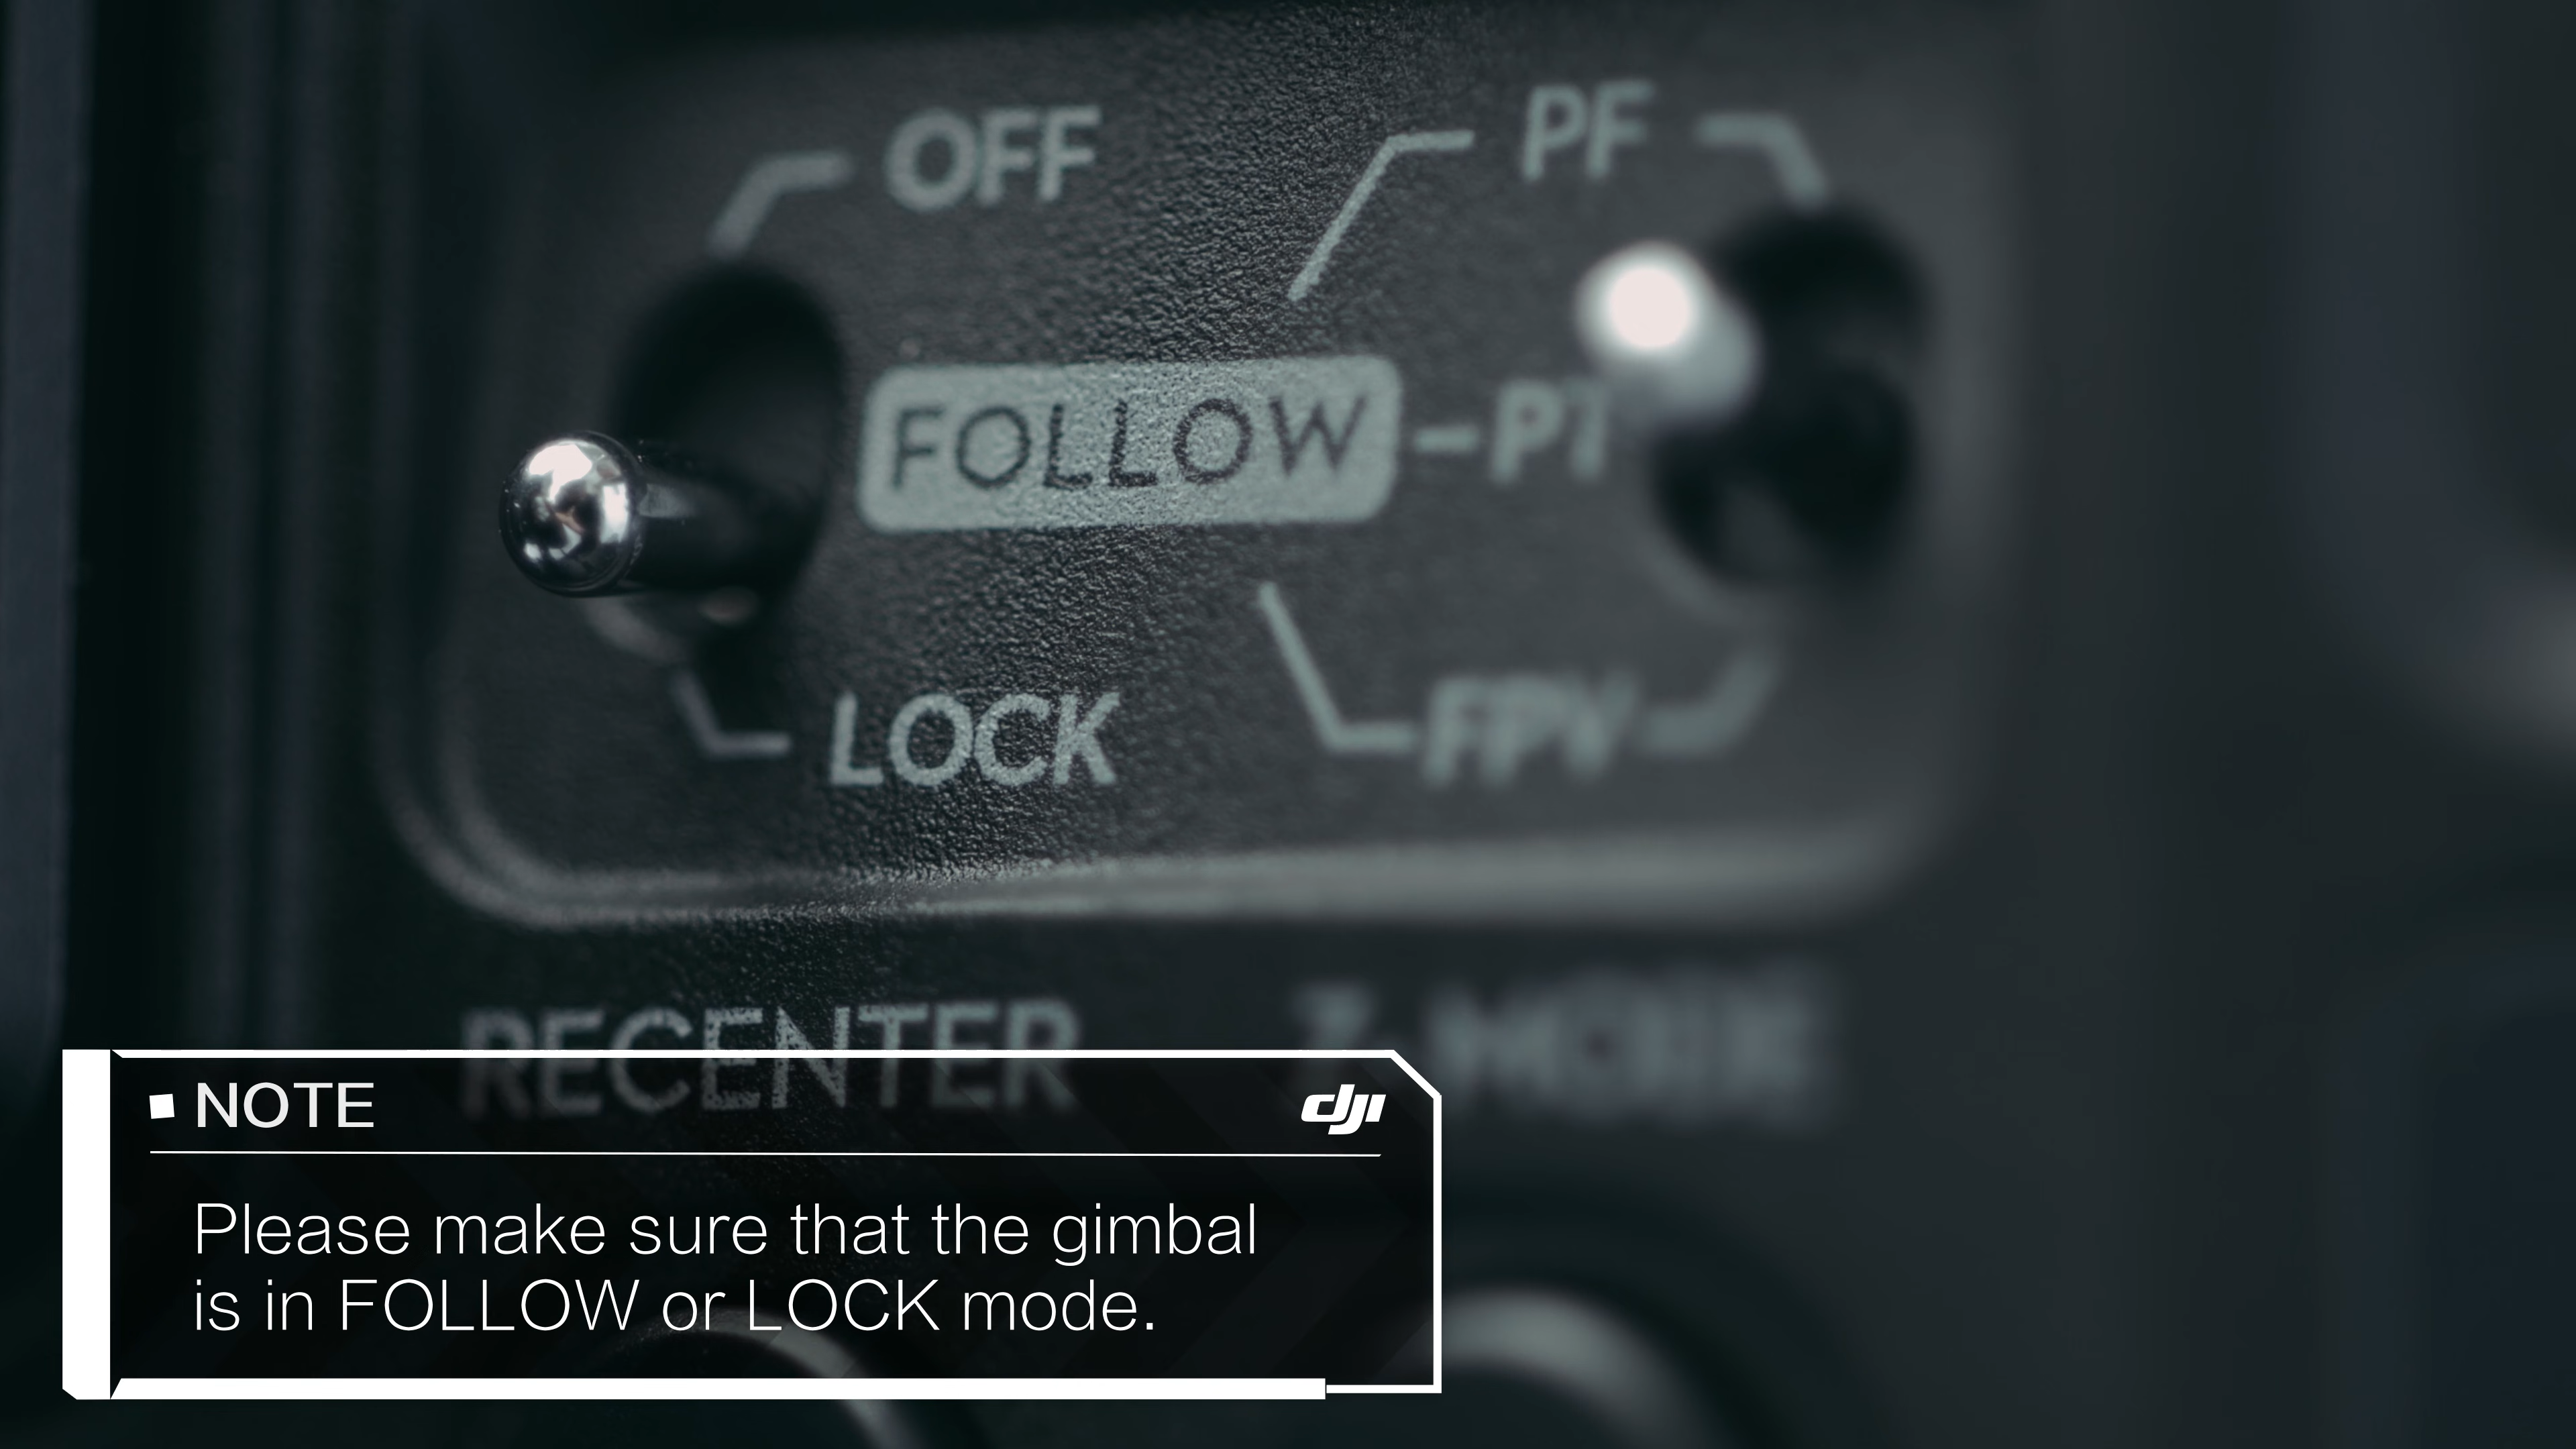 OFF
PF
FOLLOW
PT
LOCK
FPV
RECENTER
MODE
NOTE
dji
Please make sure that the gimbal
is in FOLLOW or LOCK mode.